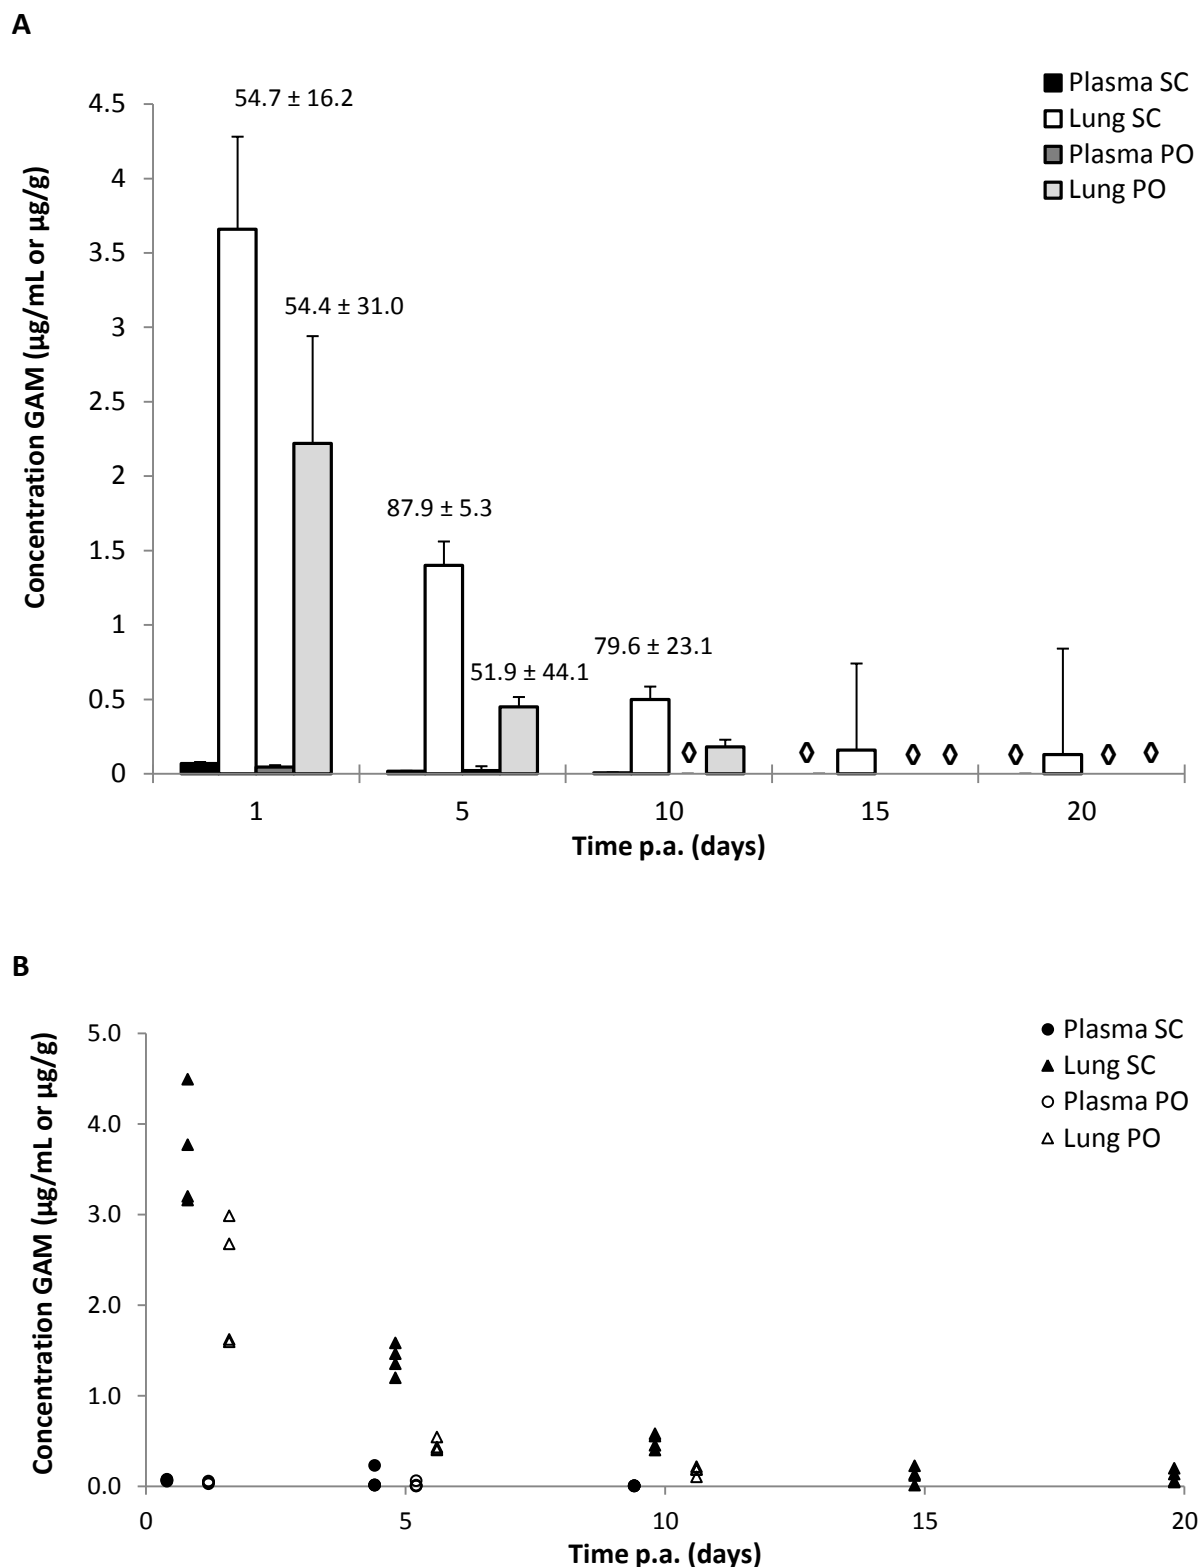 A
Plasma SC
Lung SC
Plasma PO
Lung PO
54.7 ± 16.2
54.4 ± 31.0
87.9 ± 5.3
51.9 ± 44.1
79.6 ± 23.1
Concentration GAM (µg/mL or µg/g)
4.5
4
3.5
3
2.5
2
1.5
1
0.5
0
1 5 10 15 20
Time p.a. (days)
B
Plasma SC
Lung SC
Plasma PO
Lung PO
Concentration GAM (µg/mL or µg/g)
5.0
4.0
3.0
2.0
1.0
0.0
0 5 10 15 20
Time p.a. (days)